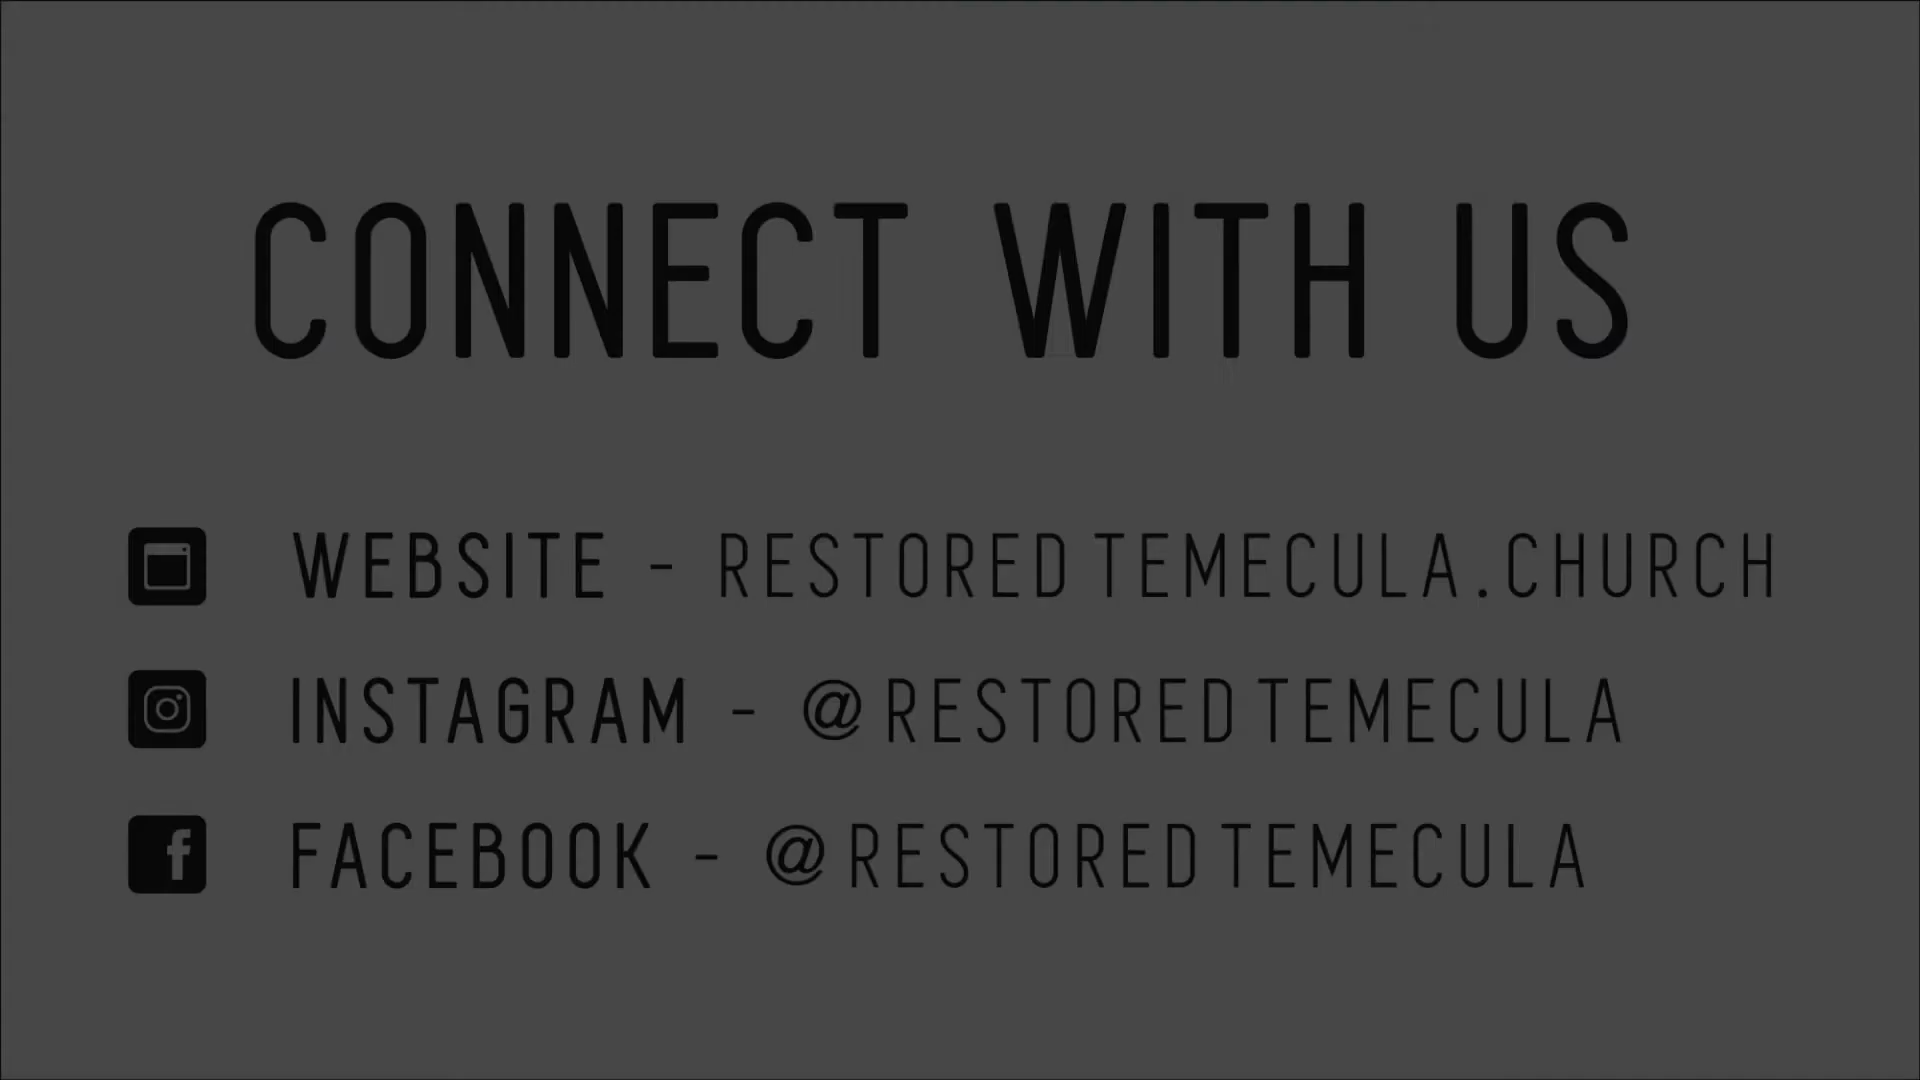 CONNECT WITH US
WEBSITE - RESTOREDTEMECULA.CHURCH
INSTAGRAM - @RESTOREDTEMECULA
FACEBOOK - @RESTOREDTEMECULA